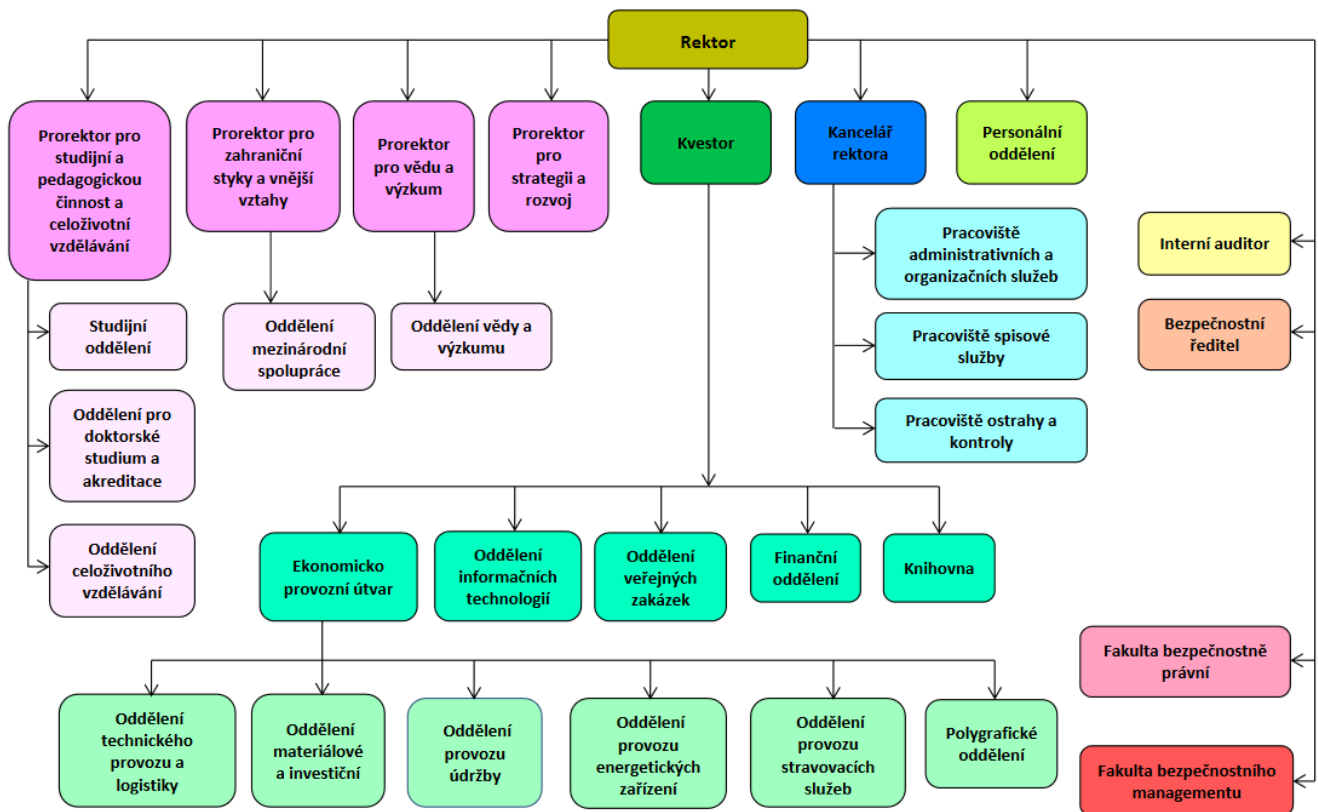 Rektor
Prorektor pro
studijní a
pedagogickou
činnost a
celoživotní
vzdělávání
Prorektor pro
zahraniční
styky a vnější
vztahy
Prorektor
pro vědu a
výzkum
Prorektor
pro
strategii a
rozvoj
Kvestor
Kancelář
rektora
Personální
oddělení
Pracoviště
administrativních a
organizačních služeb
Interní auditor
Studijní
oddělení
Oddělení
mezinárodní
spolupráce
Oddělení vědy a
výzkumu
Pracoviště spisové
služby
Bezpečnostní
ředitel
Oddělení pro
doktorské
studium a
akreditace
Pracoviště ostrahy a
kontroly
Oddělení
celoživotního
vzdělávání
Ekonomicko
provozní útvar
Oddělení
informačních
technologií
Oddělení
veřejných
zakázek
Finanční
oddělení
Knihovna
Fakulta bezpečnostně
právní
Oddělení
technického
provozu a
logistiky
Oddělení
materiálové
a investiční
Oddělení
provozu
údržby
Oddělení
provozu
energetických
zařízení
Oddělení
provozu
stravovacích
služeb
Polygrafické
oddělení
Fakulta bezpečnostního
managementu